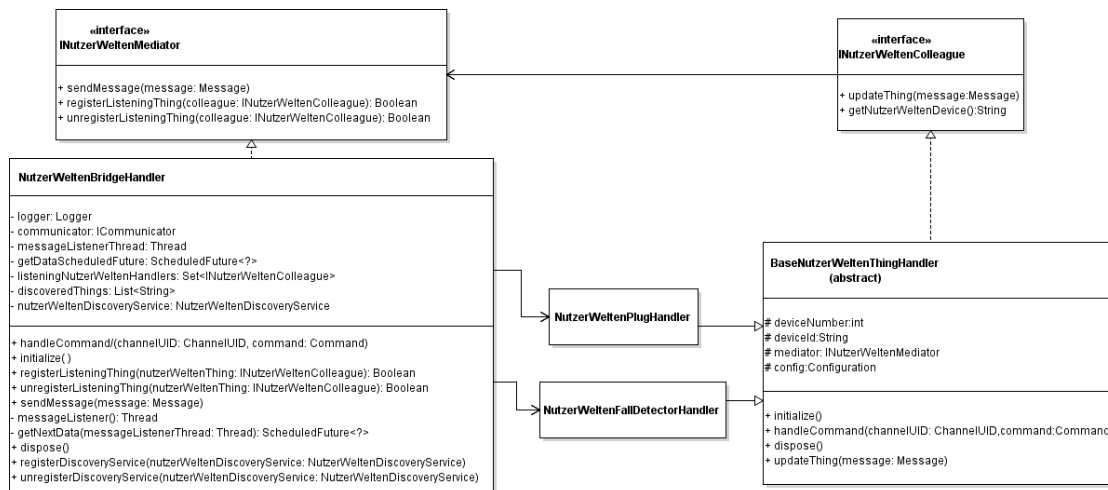 «interface»
INutzerWeltenMediator
+ sendMessage(message: Message)
+ registerListeningThing(colleague: INutzerWeltenColleague): Boolean
+ unregisterListeningThing(colleague: INutzerWeltenColleague): Boolean
«interface»
INutzerWeltenColleague
+ updateThing(message:Message)
+ getNutzerWeltenDevice():String
NutzerWeltenBridgeHandler
- logger: Logger
- communicator: ICommunicator
- messageListenerThread: Thread
- getDataScheduledFuture: ScheduledFuture<?>
- listeningNutzerWeltenHandlers: Set<INutzerWeltenColleague>
- discoveredThings: List<String>
- nutzerWeltenDiscoveryService: NutzerWeltenDiscoveryService
+ handleCommand/(channelUID: ChannelUID, command: Command)
+ initialize( )
+ registerListeningThing(nutzerWeltenThing: INutzerWeltenColleague): Boolean
+ unregisterListeningThing(nutzerWeltenThing: INutzerWeltenColleague): Boolean
+ sendMessage(message: Message)
- messageListener(): Thread
- getNextData(messageListenerThread: Thread): ScheduledFuture<?>
+ dispose()
+ registerDiscoveryService(nutzerWeltenDiscoveryService: NutzerWeltenDiscoveryService)
+ unregisterDiscoveryService(nutzerWeltenDiscoveryService: NutzerWeltenDiscoveryService)
NutzerWeltenPlugHandler
NutzerWeltenFallDetectorHandler
BaseNutzerWeltenThingHandler
(abstract)
# deviceNumber:int
# deviceId:String
# mediator: INutzerWeltenMediator
# config:Configuration
+ initialize()
+ handleCommand(channelUID: ChannelUID,command:Command
+ dispose()
+ updateThing(message: Message)